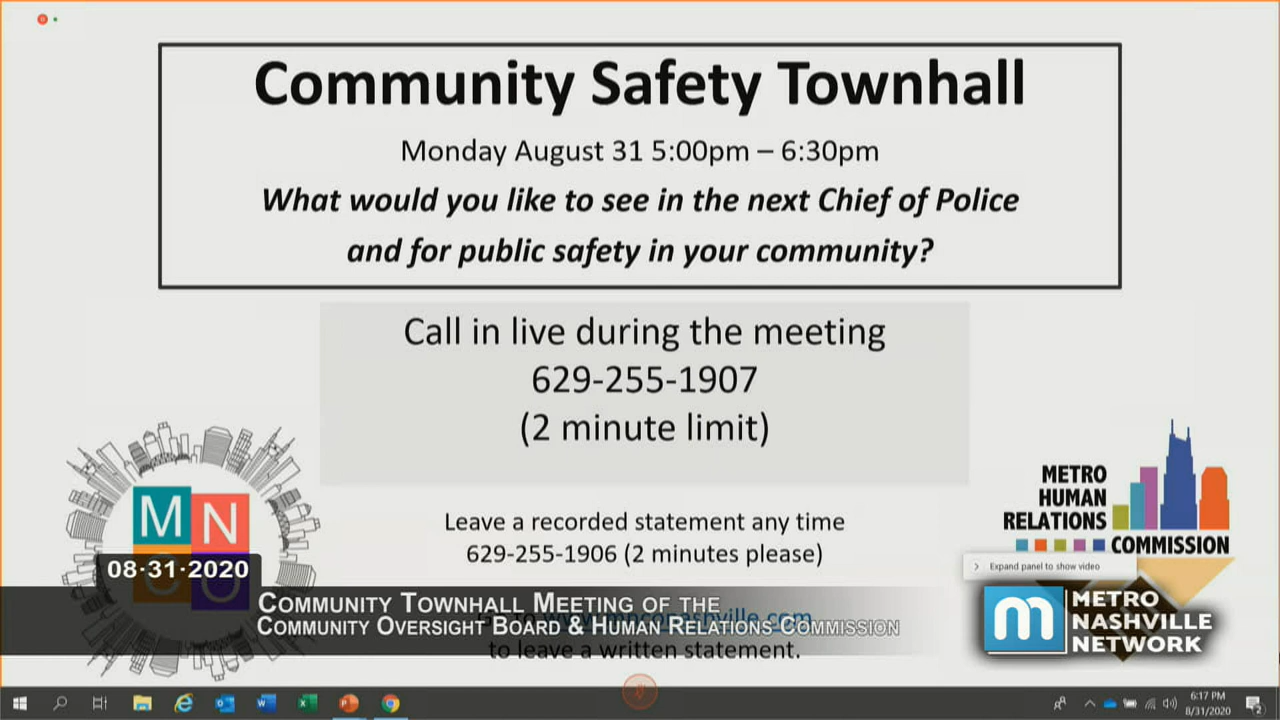 Community Safety Townhall
Monday August 31 5:00pm – 6:30pm
What would you like to see in the next Chief of Police
and for public safety in your community?
Call in live during the meeting
629-255-1907
(2 minute limit)
Leave a recorded statement any time
629-255-1906 (2 minutes please)
to leave a written statement.
M N
C O
METRO
HUMAN
RELATIONS
COMMISSION
Expand panel to show video
08·31·2020
COMMUNITY TOWNHALL MEETING OF THE
COMMUNITY OVERSIGHT BOARD & HUMAN RELATIONS COMMISSION
m
METRO
NASHVILLE
NETWORK
6:17 PM
8/31/2020
2